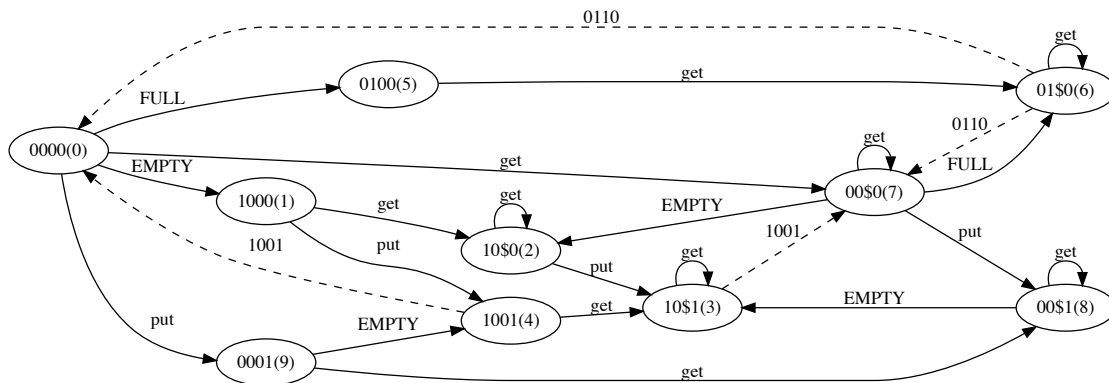 0110
get
0100(5)
get
01$0(6)
FULL
0110
get
0000(0)
get
FULL
EMPTY
00$0(7)
1000(1)
get
get
EMPTY
1001
put
1001
put
10$0(2)
put
get
get
10$1(3)
EMPTY
00$1(8)
get
1001(4)
put
EMPTY
0001(9)
get